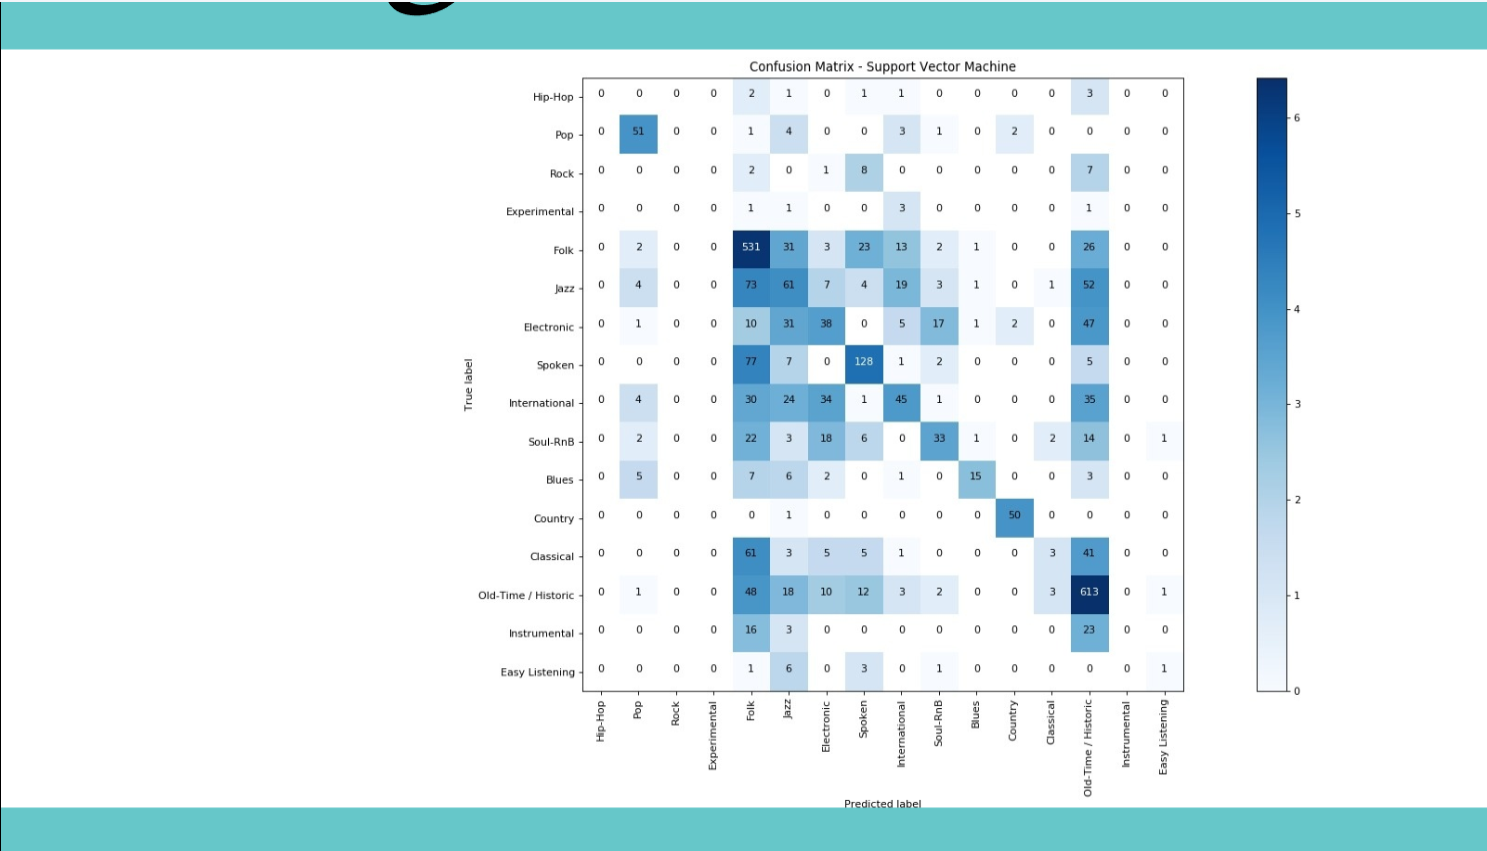 Confusion Matrix - Support Vector Machine
Hip-Hop 0 0 0 0 2 1 0 1 1 0 0 0 0 3 0 0
Pop 0 51 0 0 1 4 0 0 3 1 0 2 0 0 0 0
Rock 0 0 0 0 2 0 1 8 0 0 0 0 0 7 0 0
Experimental 0 0 0 0 1 1 0 0 3 0 0 0 0 1 0 0
Folk 0 2 0 0 531 31 3 23 13 2 1 0 0 26 0 0
Jazz 0 4 0 0 73 61 7 4 19 3 1 0 1 52 0 0
Electronic 0 1 0 0 10 31 38 0 5 17 1 2 0 47 0 0
Spoken 0 0 0 0 77 7 0 128 1 2 0 0 0 5 0 0
International 0 4 0 0 30 24 34 1 45 1 0 0 0 35 0 0
Soul-RnB 0 2 0 0 22 3 18 6 0 33 1 0 2 14 0 1
Blues 0 5 0 0 7 6 2 0 1 0 15 0 0 3 0 0
Country 0 0 0 0 0 1 0 0 0 0 0 50 0 0 0 0
Classical 0 0 0 0 61 3 5 5 1 0 0 0 3 41 0 0
Old-Time / Historic 0 1 0 0 48 18 10 12 3 2 0 0 3 613 0 1
Instrumental 0 0 0 0 16 3 0 0 0 0 0 0 0 23 0 0
Easy Listening 0 0 0 0 1 6 0 3 0 1 0 0 0 0 0 1
True label
Hip-Hop
Pop
Rock
Experimental
Folk
Jazz
Electronic
Spoken
International
Soul-RnB
Blues
Country
Classical
Old-Time / Historic
Instrumental
Easy Listening
Predicted label
6
5
4
3
2
1
0